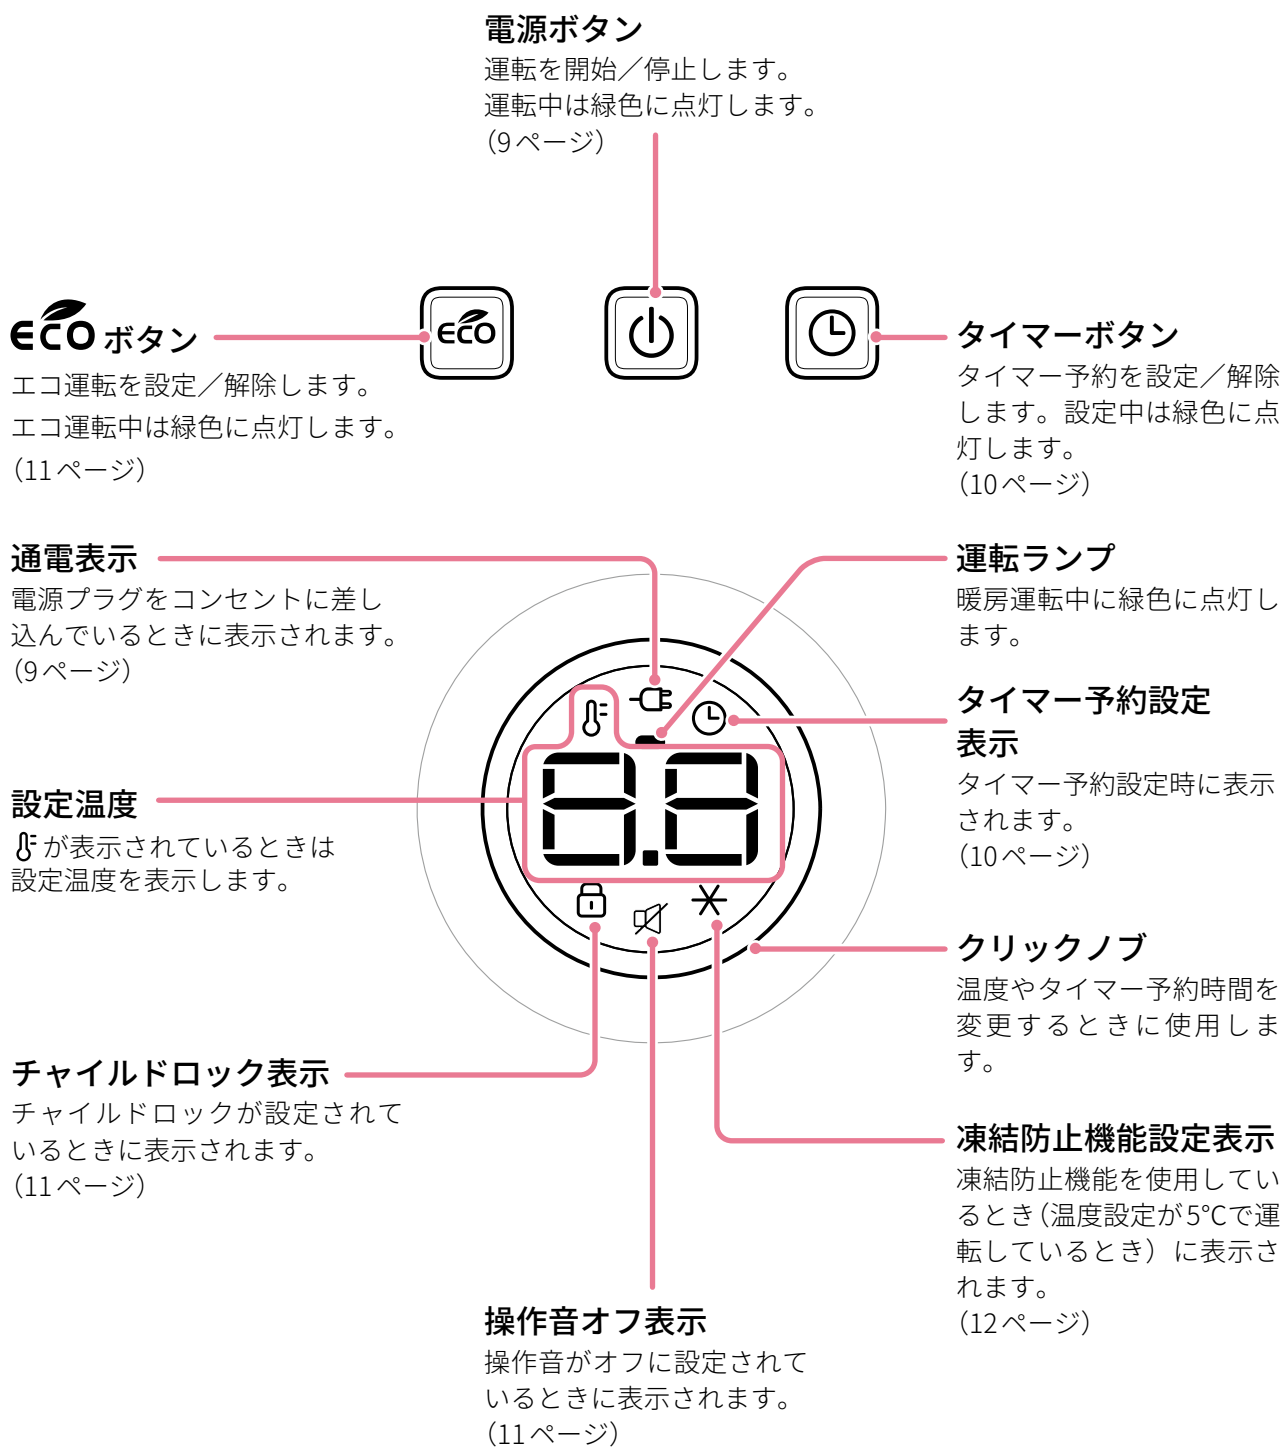 電源ボタン
運転を開始／停止します。
運転中は緑色に点灯します。
（9ページ）
ECO ボタン
エコ運転を設定／解除します。
エコ運転中は緑色に点灯します。
（11ページ）
ECO
タイマーボタン
タイマー予約を設定／解除
します。設定中は緑色に点
灯します。
（10ページ）
通電表示
電源プラグをコンセントに差し
込んでいるときに表示されます。
（9ページ）
運転ランプ
暖房運転中に緑色に点灯し
ます。
タイマー予約設定
表示
タイマー予約設定時に表示
されます。
（10ページ）
設定温度
が表示されているときは
設定温度を表示します。
8.8
クリックノブ
温度やタイマー予約時間を
変更するときに使用しま
す。
チャイルドロック表示
チャイルドロックが設定されて
いるときに表示されます。
（11ページ）
凍結防止機能設定表示
凍結防止機能を使用してい
るとき（温度設定が5℃で運
転しているとき）に表示さ
れます。
（12ページ）
操作音オフ表示
操作音がオフに設定されて
いるときに表示されます。
（11ページ）